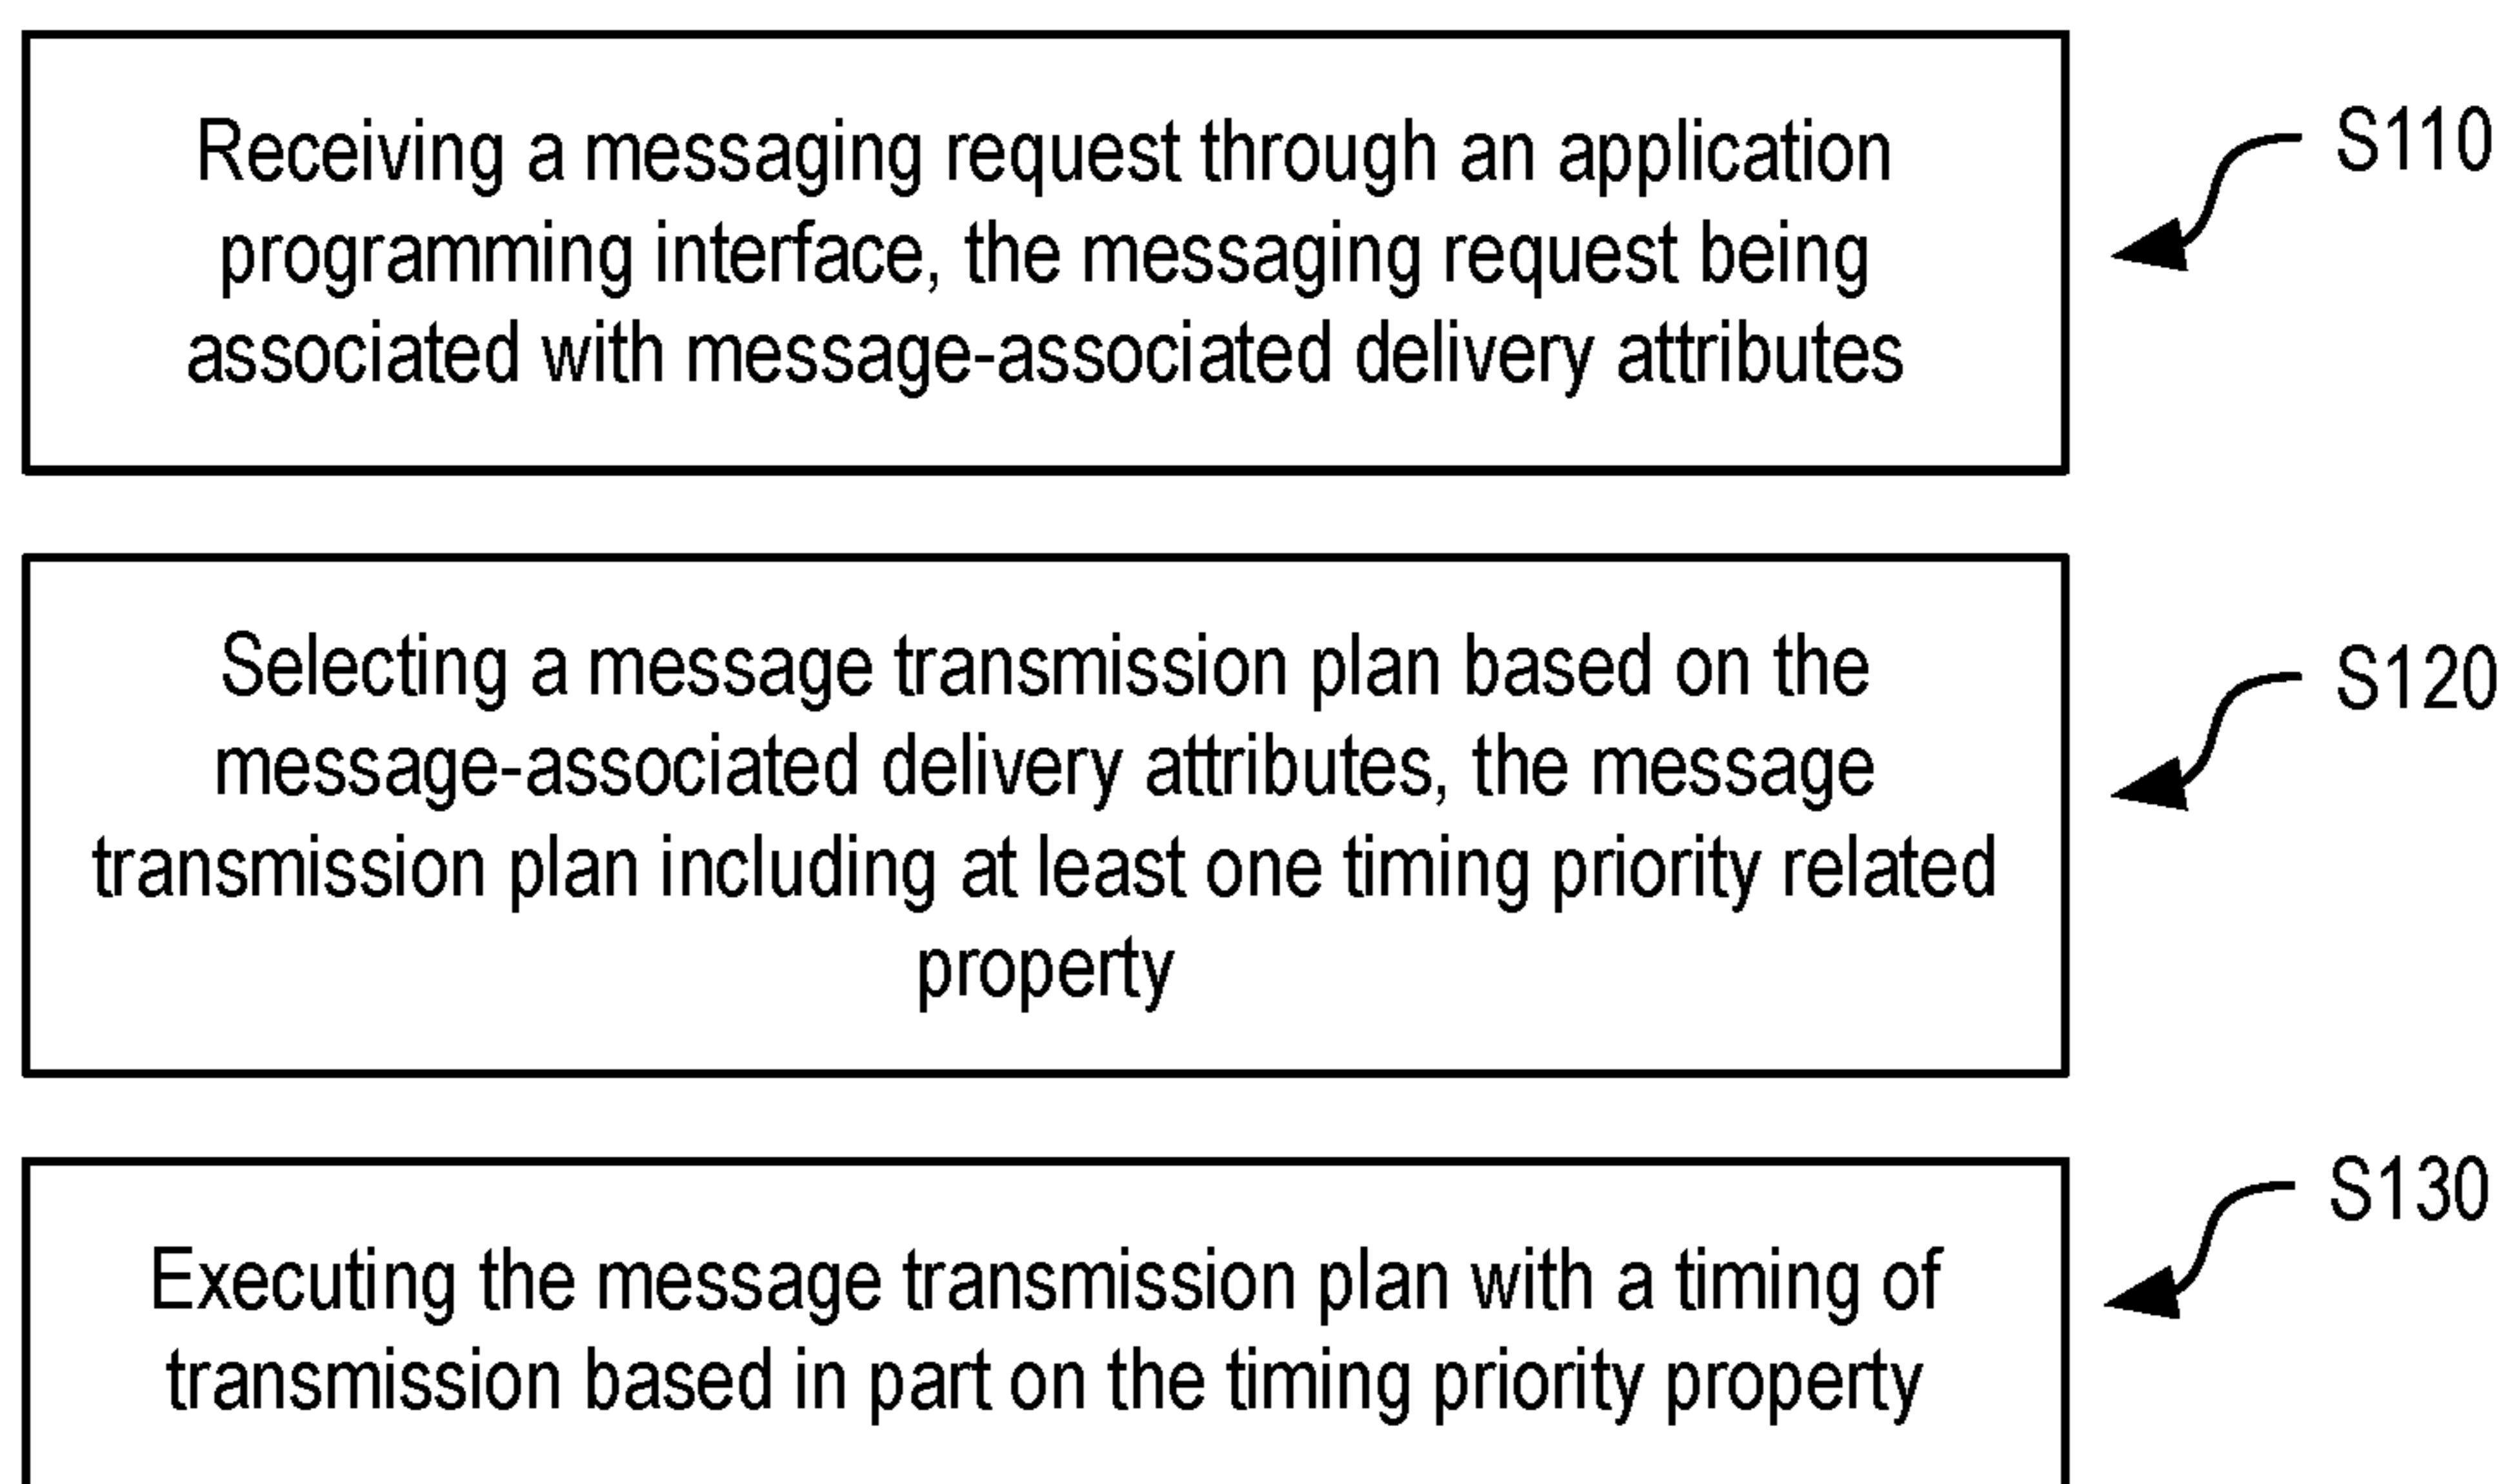 Receiving a messaging request through an application
programming interface, the messaging request being
associated with message-associated delivery attributes
S110
Selecting a message transmission plan based on the
message-associated delivery attributes, the message
transmission plan including at least one timing priority related
property
S120
Executing the message transmission plan with a timing of
transmission based in part on the timing priority property
S130